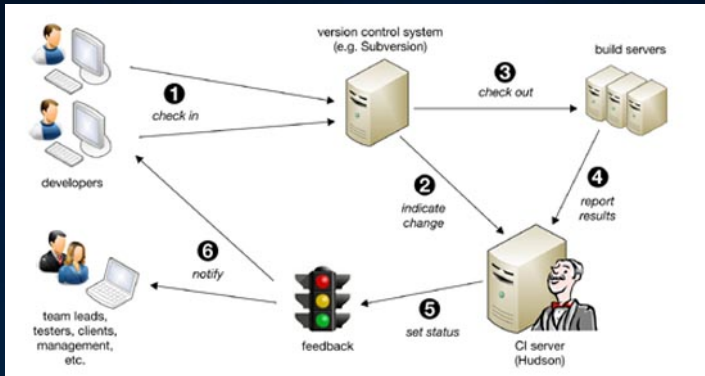 version control system
(e.g. Subversion)
build servers
1
check in
3
check out
developers
2
indicate
change
4
report
results
6
notify
team leads,
testers, clients,
management,
etc.
feedback
5
set status
CI server
(Hudson)